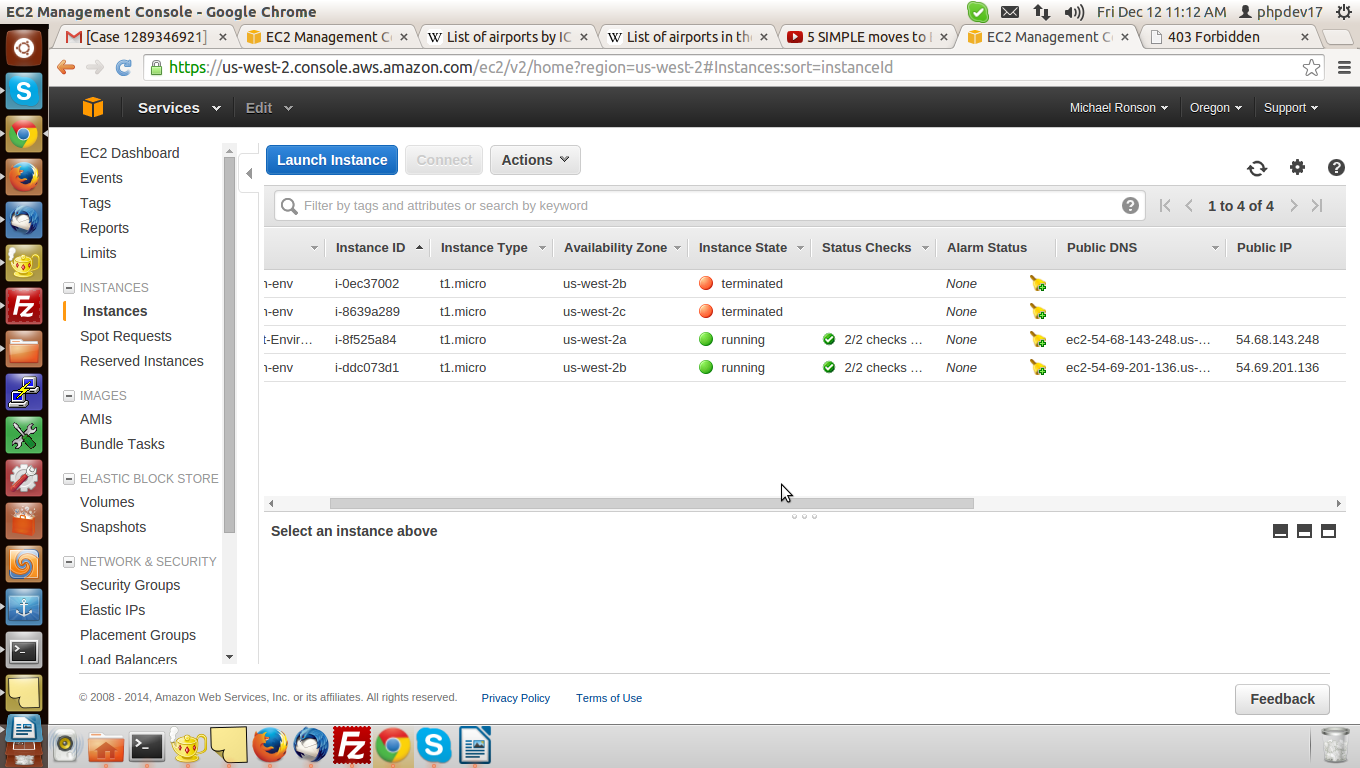 EC2 Management Console - Google Chrome
Fri Dec 12 11:12 AM phpdev17
[Case 1289346921] EC2 Management C List of airports by IC List of airports in the 5 SIMPLE moves to EC2 Management C 403 Forbidden
https://us-west-2.console.aws.amazon.com/ec2/v2/home?region=us-west-2#Instances:sort=instanceId
Services Edit Michael Ronson Oregon Support
EC2 Dashboard
Events
Tags
Reports
Limits
INSTANCES
Instances
Spot Requests
Reserved Instances
IMAGES
AMIs
Bundle Tasks
ELASTIC BLOCK STORE
Volumes
Snapshots
NETWORK & SECURITY
Security Groups
Elastic IPs
Placement Groups
Load Balancers
Launch Instance Connect Actions
Filter by tags and attributes or search by keyword 1 to 4 of 4
Instance ID Instance Type Availability Zone Instance State Status Checks Alarm Status Public DNS Public IP
n-env i-0ec37002 t1.micro us-west-2b terminated None
n-env i-8639a289 t1.micro us-west-2c terminated None
t-Envir... i-8f525a84 t1.micro us-west-2a running 2/2 checks ... None ec2-54-68-143-248.us-... 54.68.143.248
n-env i-ddc073d1 t1.micro us-west-2b running 2/2 checks ... None ec2-54-69-201-136.us-... 54.69.201.136
Select an instance above
© 2008 - 2014, Amazon Web Services, Inc. or its affiliates. All rights reserved. Privacy Policy Terms of Use Feedback